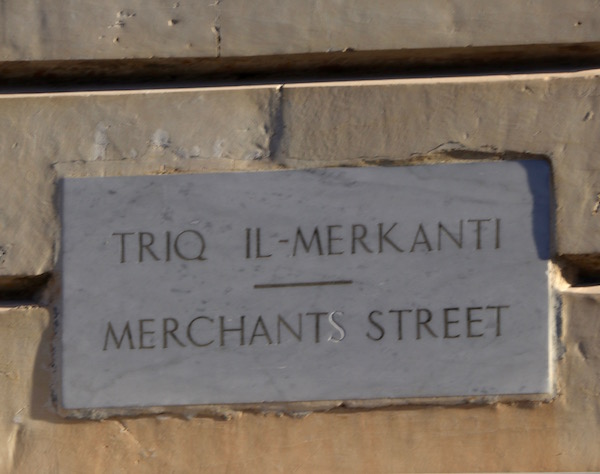 TRIQ IL-MERKANTI
MERCHANTS STREET